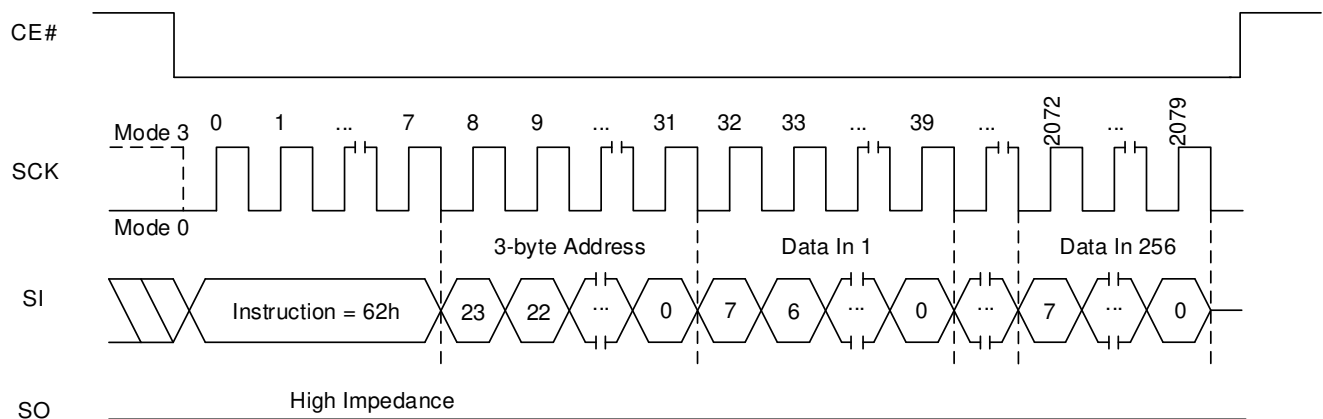 CE#
Mode 3 0 1 ... 7 8 9 ... 31 32 33 ... 39 ... 2072 ... 2079
SCK
Mode 0
3-byte Address Data In 1 Data In 256
SI Instruction = 62h 23 22 ... 0 7 6 ... 0 ... 7 ... 0
High Impedance
SO